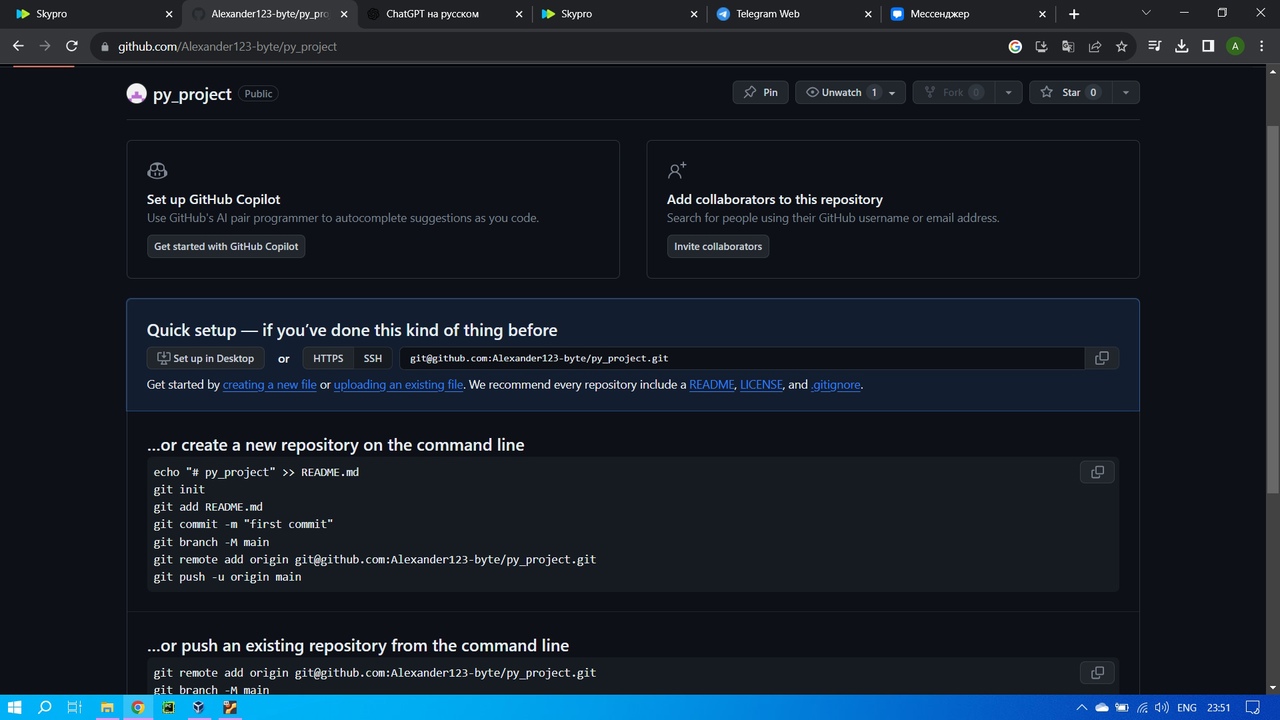 Skypro
Alexander123-byte/py_pro
ChatGPT на русском
Skypro
Telegram Web
Мессенджер
github.com/Alexander123-byte/py_project
A
py_project Public
Pin
Unwatch 1
Fork 0
Star 0
Set up GitHub Copilot
Use GitHub's AI pair programmer to autocomplete suggestions as you code.
Get started with GitHub Copilot
Add collaborators to this repository
Search for people using their GitHub username or email address.
Invite collaborators
Quick setup — if you’ve done this kind of thing before
Set up in Desktop or HTTPS SSH git@github.com:Alexander123-byte/py_project.git
Get started by creating a new file or uploading an existing file. We recommend every repository include a README, LICENSE, and .gitignore.
…or create a new repository on the command line
echo "# py_project" >> README.md
git init
git add README.md
git commit -m "first commit"
git branch -M main
git remote add origin git@github.com:Alexander123-byte/py_project.git
git push -u origin main
…or push an existing repository from the command line
git remote add origin git@github.com:Alexander123-byte/py_project.git
git branch -M main
ENG 23:51